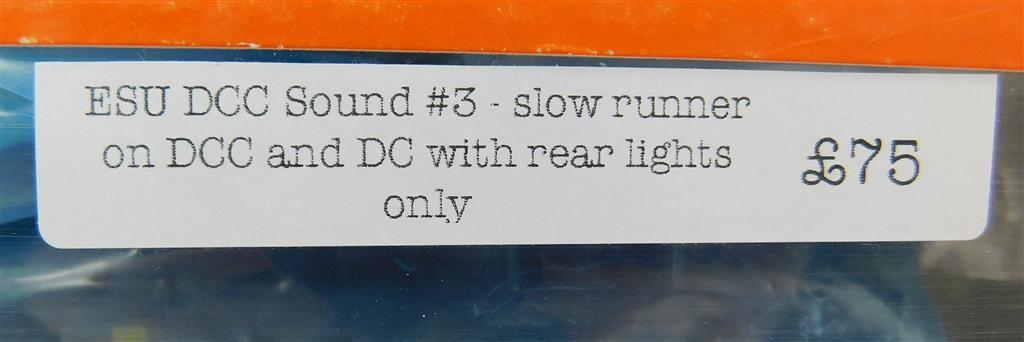 ESU DCC Sound #3 - slow runner
on DCC and DC with rear lights
only
£75